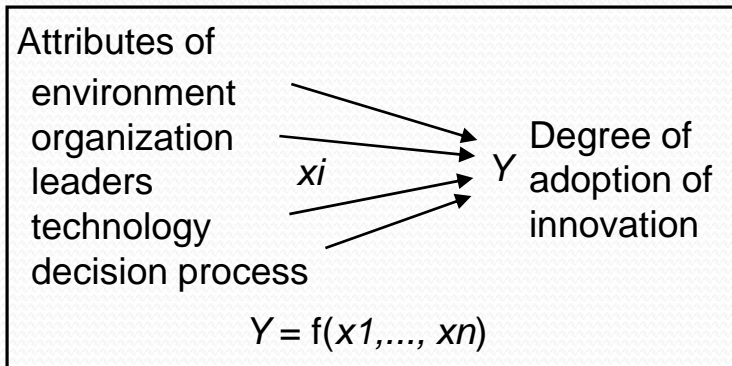 Attributes of
environment
organization
leaders
technology
decision process
xi
Y
Degree of
adoption of
innovation
Y = f(x1,..., xn)